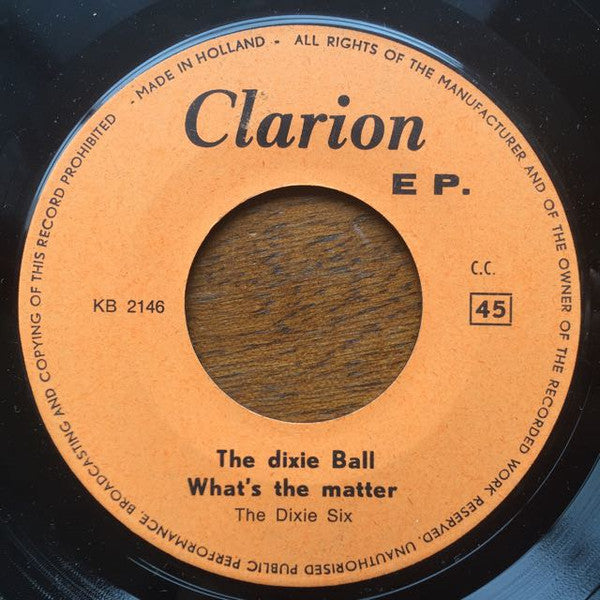 - MADE IN HOLLAND - ALL RIGHTS OF THE MANUFACTURER AND OF THE OWNER OF THE RECORDED WORK RESERVED. UNAUTHORISED PUBLIC PERFORMANCE, BROADCASTING AND COPYING OF THIS RECORD PROHIBITED
Clarion
E P.
C.C.
KB 2146
45
The dixie Ball
What's the matter
The Dixie Six